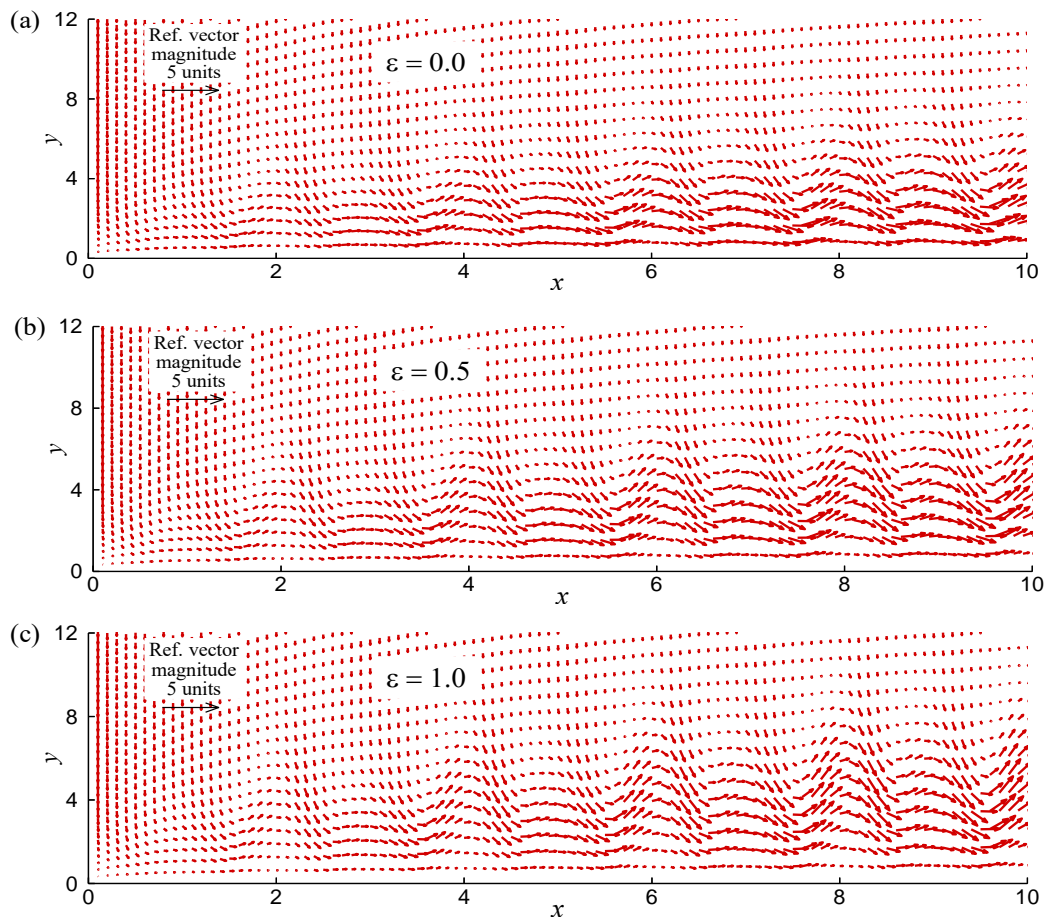 (a)
12
Ref. vector
magnitude
5 units
ε = 0.0
8
y
4
0
0 2 4 6 8 10
x
(b)
12
Ref. vector
magnitude
5 units
ε = 0.5
8
y
4
0
0 2 4 6 8 10
x
(c)
12
Ref. vector
magnitude
5 units
ε = 1.0
8
y
4
0
0 2 4 6 8 10
x